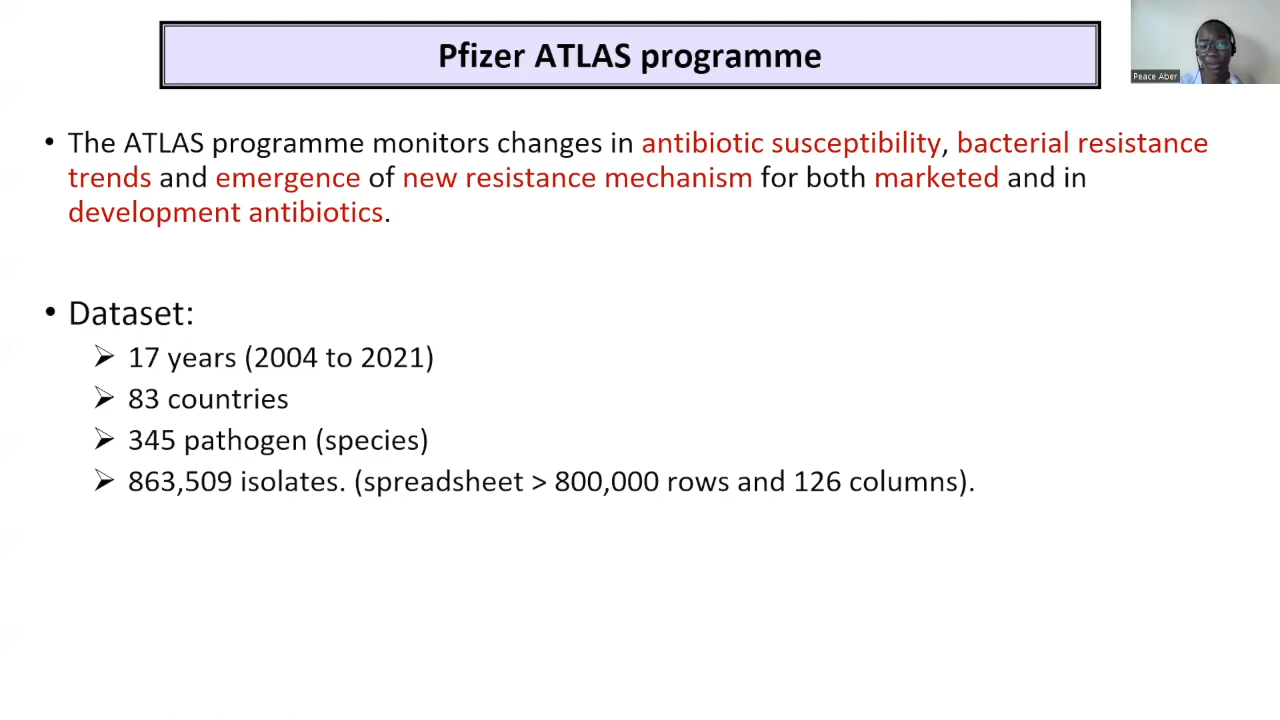 Pfizer ATLAS programme
Peace Aber
• The ATLAS programme monitors changes in antibiotic susceptibility, bacterial resistance
trends and emergence of new resistance mechanism for both marketed and in
development antibiotics.
• Dataset:
➢ 17 years (2004 to 2021)
➢ 83 countries
➢ 345 pathogen (species)
➢ 863,509 isolates. (spreadsheet > 800,000 rows and 126 columns).